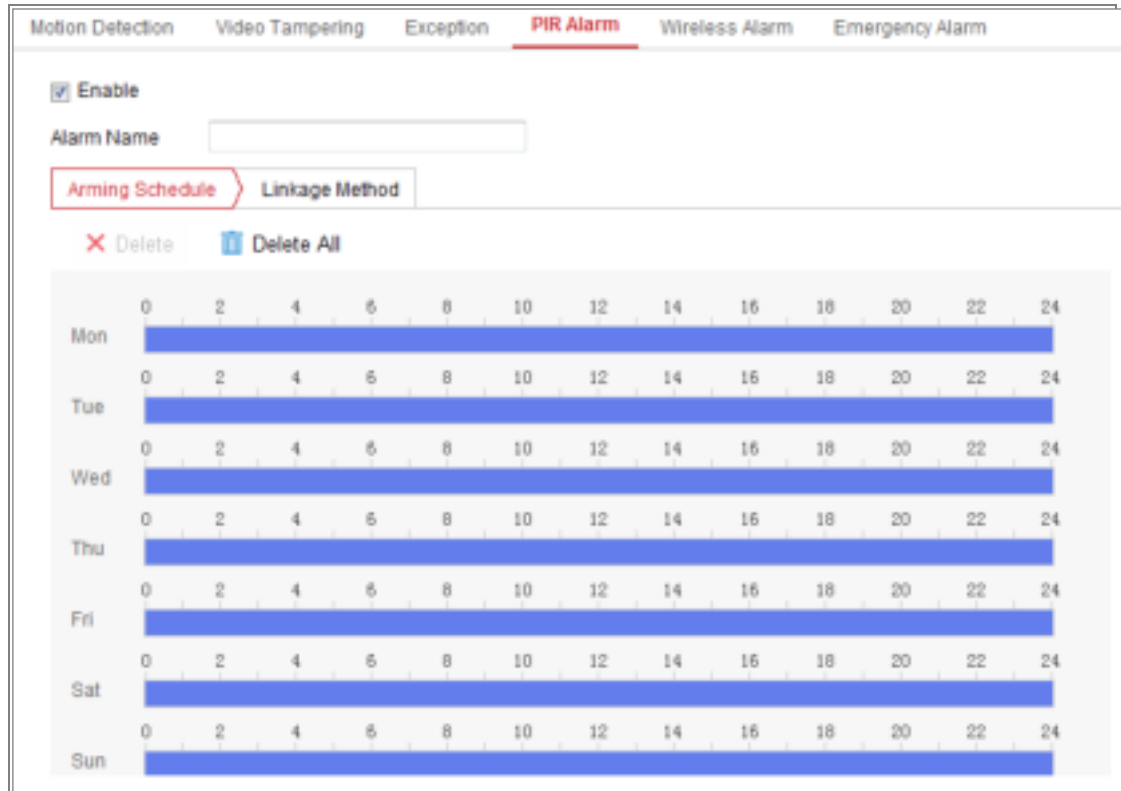 Motion Detection Video Tampering Exception PIR Alarm Wireless Alarm Emergency Alarm
Enable
Alarm Name
Arming Schedule Linkage Method
Delete Delete All
0 2 4 6 8 10 12 14 16 18 20 22 24
Mon
0 2 4 6 8 10 12 14 16 18 20 22 24
Tue
0 2 4 6 8 10 12 14 16 18 20 22 24
Wed
0 2 4 6 8 10 12 14 16 18 20 22 24
Thu
0 2 4 6 8 10 12 14 16 18 20 22 24
Fri
0 2 4 6 8 10 12 14 16 18 20 22 24
Sat
0 2 4 6 8 10 12 14 16 18 20 22 24
Sun